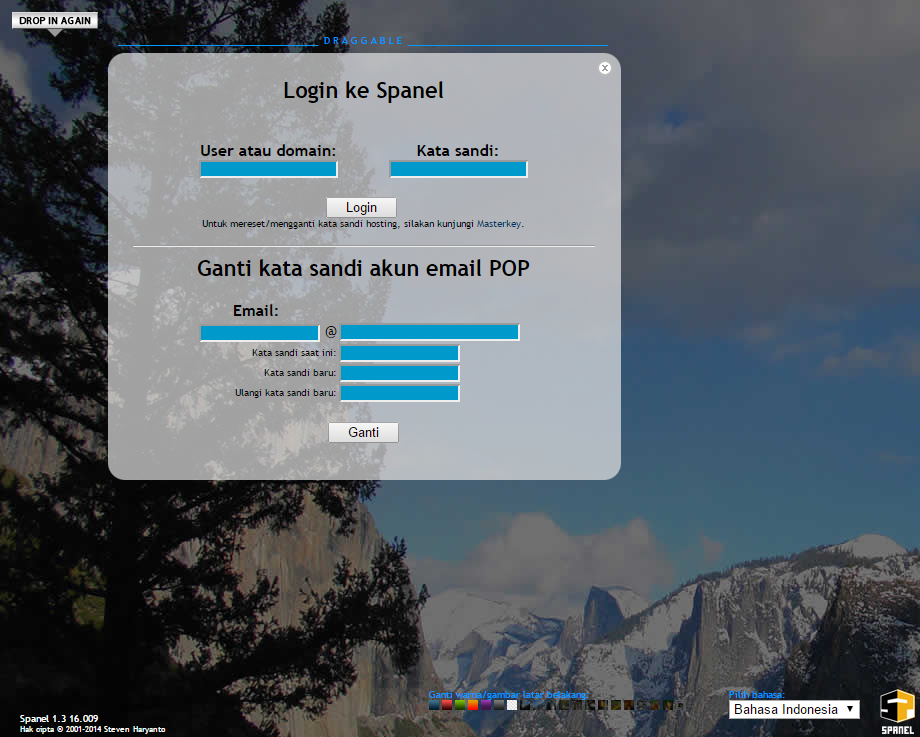 DROP IN AGAIN
DRAGGABLE
x
Login ke Spanel
User atau domain: Kata sandi:
Login
Untuk mereset/mengganti kata sandi hosting, silakan kunjungi Masterkey.
Ganti kata sandi akun email POP
Email:
@
Kata sandi saat ini:
Kata sandi baru:
Ulangi kata sandi baru:
Ganti
Ganti warna/gambar latar belakang:
Pilih bahasa:
Bahasa Indonesia
Spanel 1.3 16.009
Hak cipta © 2001-2014 Steven Haryanto
SPANEL